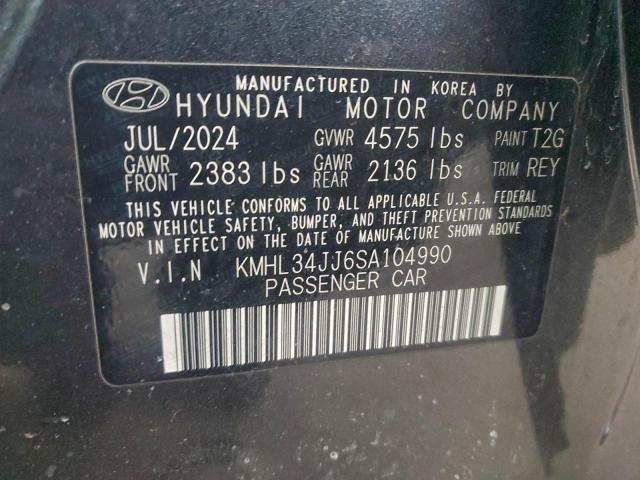 MANUFACTURED IN KOREA BY
HYUNDAI MOTOR COMPANY
JUL/2024 GVWR 4575 lbs PAINT T2G
GAWR FRONT 2383 lbs GAWR REAR 2136 lbs TRIM REY
THIS VEHICLE CONFORMS TO ALL APPLICABLE U.S.A. FEDERAL
MOTOR VEHICLE SAFETY, BUMPER, AND THEFT PREVENTION STANDARDS
IN EFFECT ON THE DATE OF MANUFACTURE SHOWN ABOVE.
V.I.N KMHL34JJ6SA104990
PASSENGER CAR